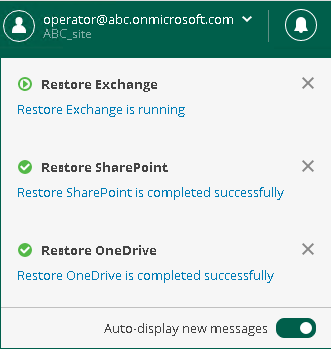 operator@abc.onmicrosoft.com
ABC_site
Restore Exchange
Restore Exchange is running
Restore SharePoint
Restore SharePoint is completed successfully
Restore OneDrive
Restore OneDrive is completed successfully
Auto-display new messages